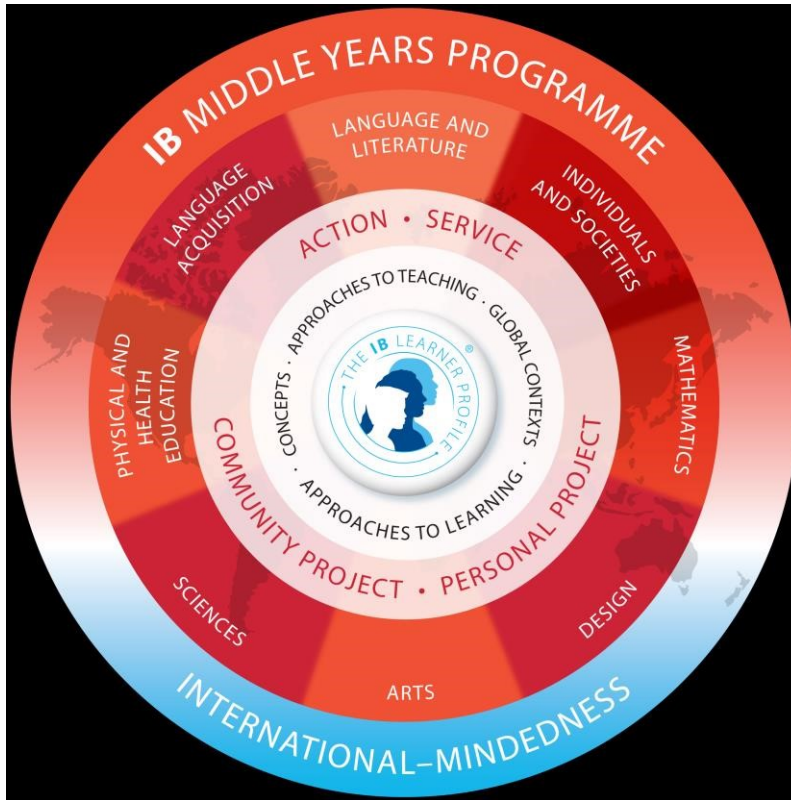 IB MIDDLE YEARS PROGRAMME
LANGUAGE AND
LITERATURE
INDIVIDUALS
AND SOCIETIES
MATHEMATICS
DESIGN
ARTS
SCIENCES
PHYSICAL AND
HEALTH
EDUCATION
LANGUAGE
ACQUISITION
ACTION • SERVICE
COMMUNITY PROJECT • PERSONAL PROJECT
APPROACHES TO TEACHING · GLOBAL CONTEXTS ·
APPROACHES TO LEARNING
· CONCEPTS ·
THE IB LEARNER PROFILE ®
INTERNATIONAL–MINDEDNESS